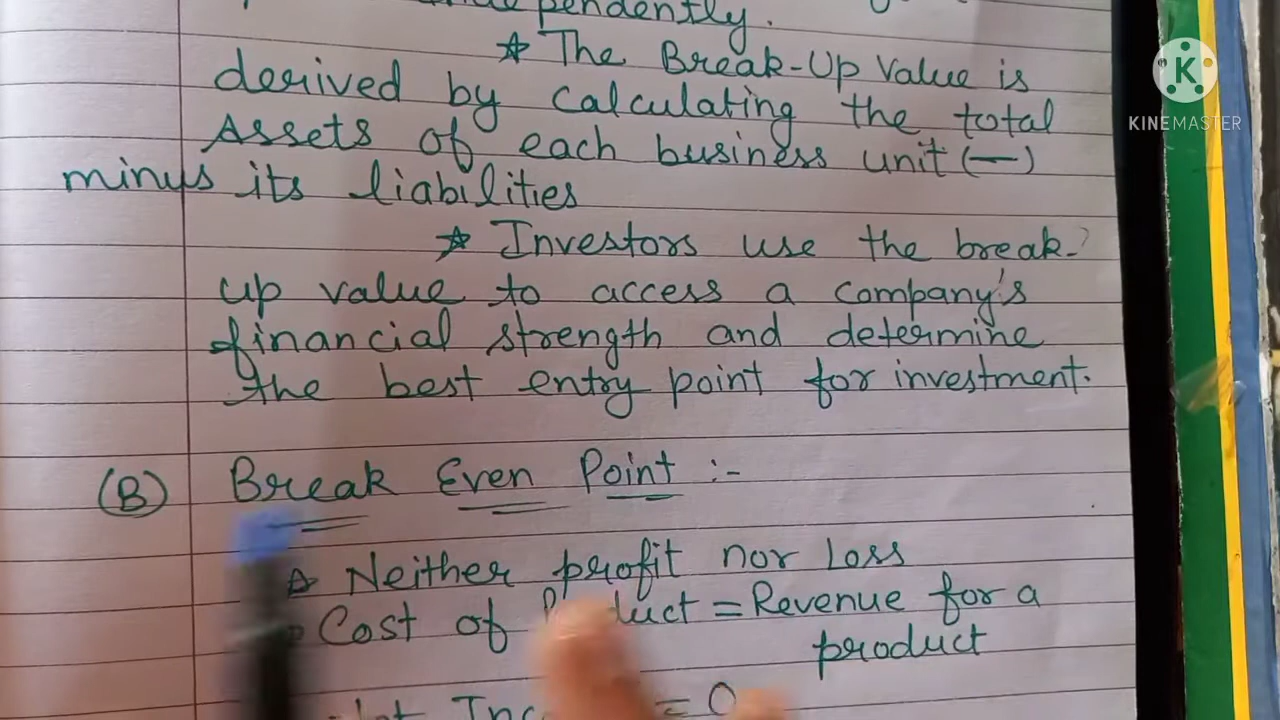 pendently.
☆ The Break-Up Value is
derived by calculating the total
Assets of each business unit (—)
minus its liabilities
☆ Investors use the break-
up value to access a company's
financial strength and determine
the best entry point for investment.
(B) Break Even Point :-
Neither profit nor Loss
Cost of = Revenue for a
product
= 0
K
KINEMASTER